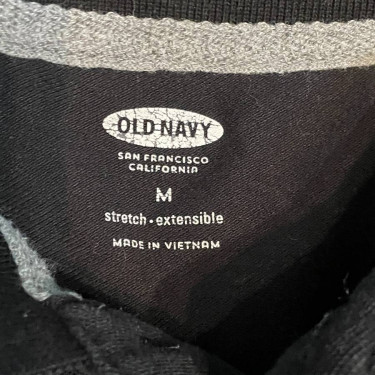 OLD NAVY
SAN FRANCISCO
CALIFORNIA
M
stretch • extensible
MADE IN VIETNAM